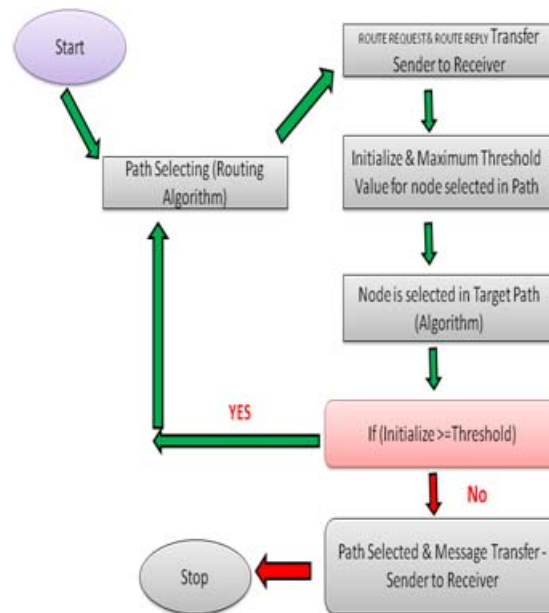 Start
ROUTE REQUEST& ROUTE REPLY Transfer
Sender to Receiver
Path Selecting (Routing
Algorithm)
Initialize & Maximum Threshold
Value for node selected in Path
Node is selected in Target Path
(Algorithm)
YES
If (Initialize >=Threshold)
No
Path Selected & Message Transfer -
Sender to Receiver
Stop